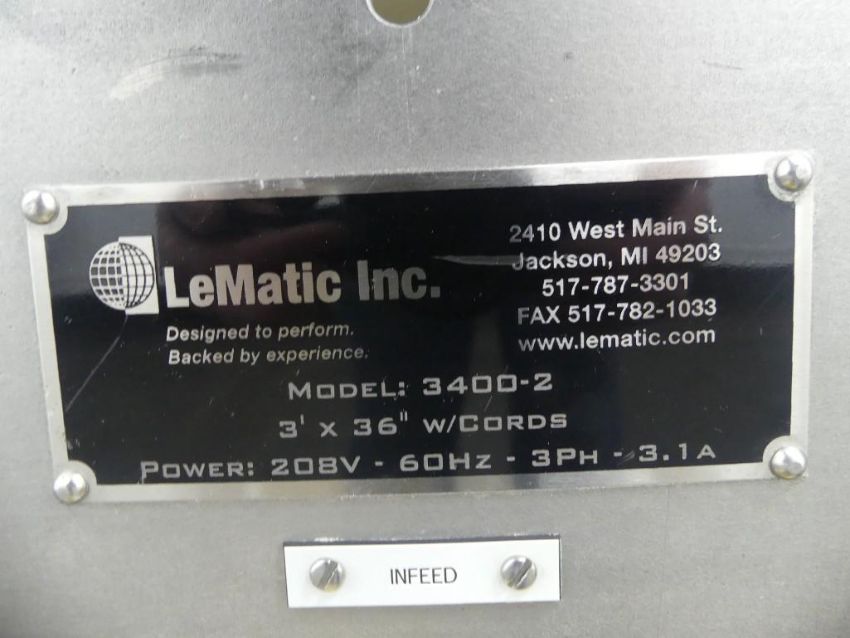 LeMatic Inc.
Designed to perform.
Backed by experience.
2410 West Main St.
Jackson, MI 49203
517-787-3301
FAX 517-782-1033
www.lematic.com
MODEL: 3400-2
3' x 36" W/CORDS
POWER: 208V - 60HZ - 3PH - 3.1A
INFEED